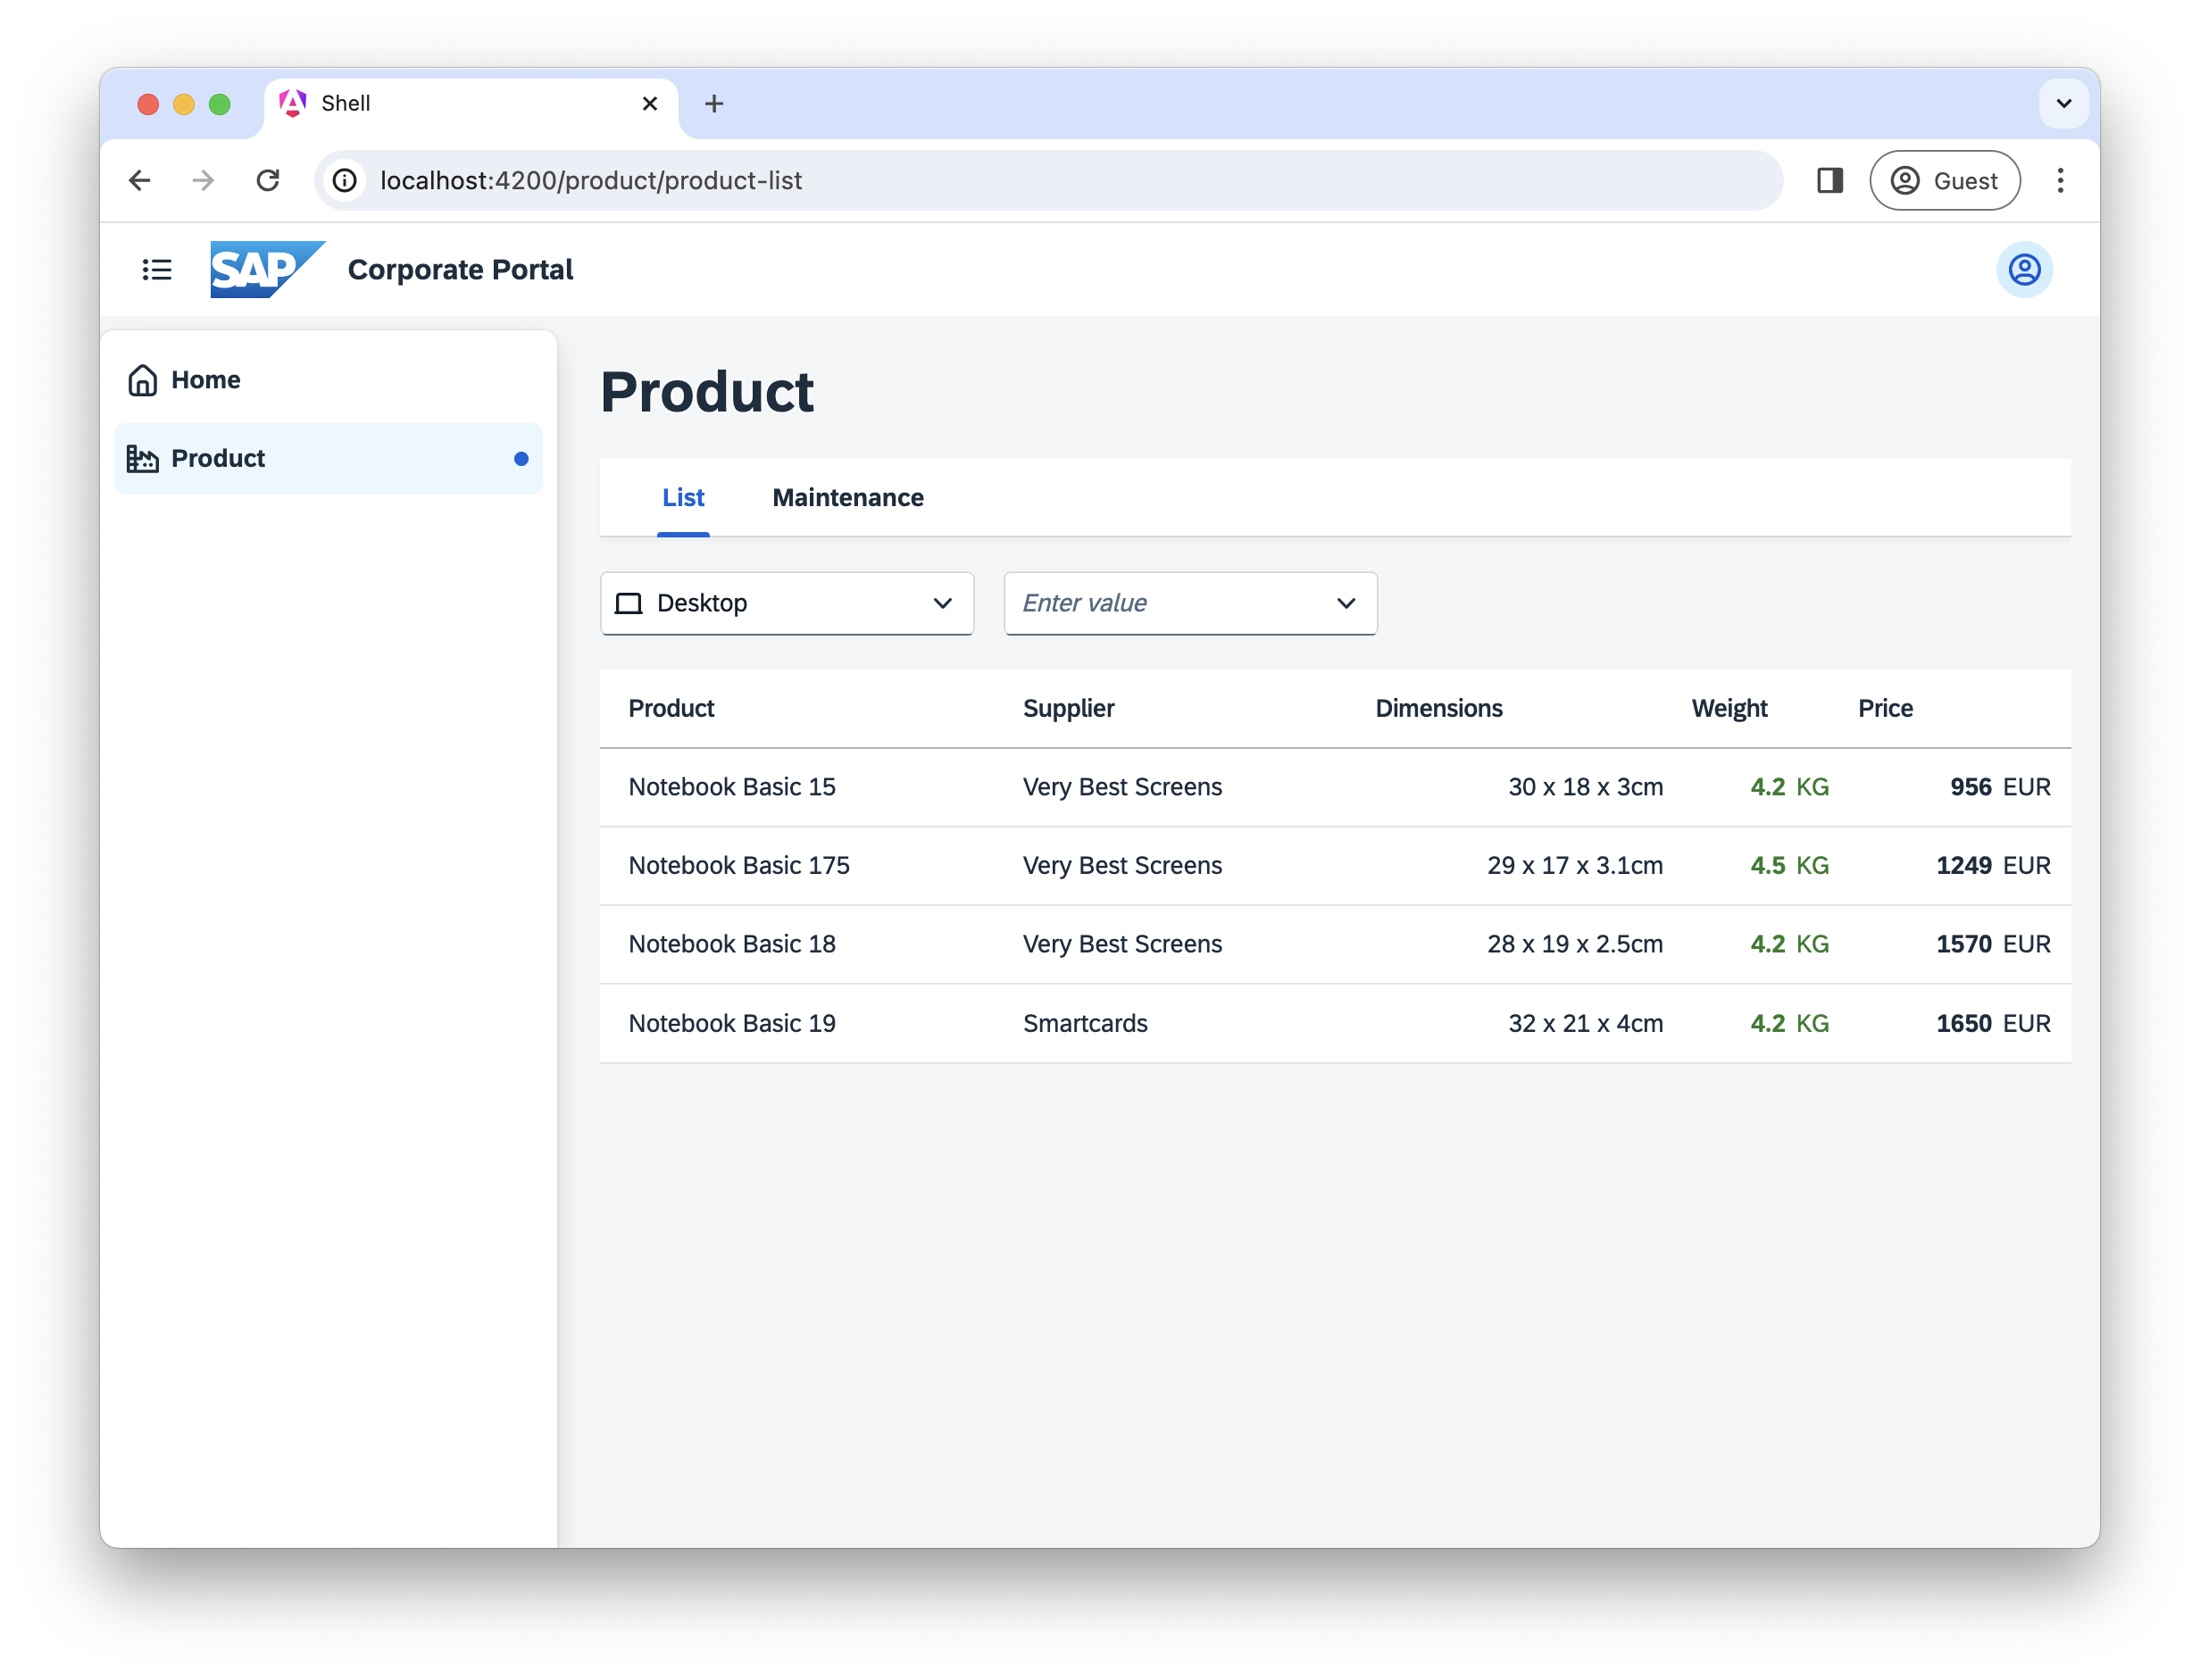 Shell
localhost:4200/product/product-list
Guest
SAP Corporate Portal
Home
Product
Product
List Maintenance
Desktop Enter value
Product Supplier Dimensions Weight Price
Notebook Basic 15 Very Best Screens 30 x 18 x 3cm 4.2 KG 956 EUR
Notebook Basic 175 Very Best Screens 29 x 17 x 3.1cm 4.5 KG 1249 EUR
Notebook Basic 18 Very Best Screens 28 x 19 x 2.5cm 4.2 KG 1570 EUR
Notebook Basic 19 Smartcards 32 x 21 x 4cm 4.2 KG 1650 EUR